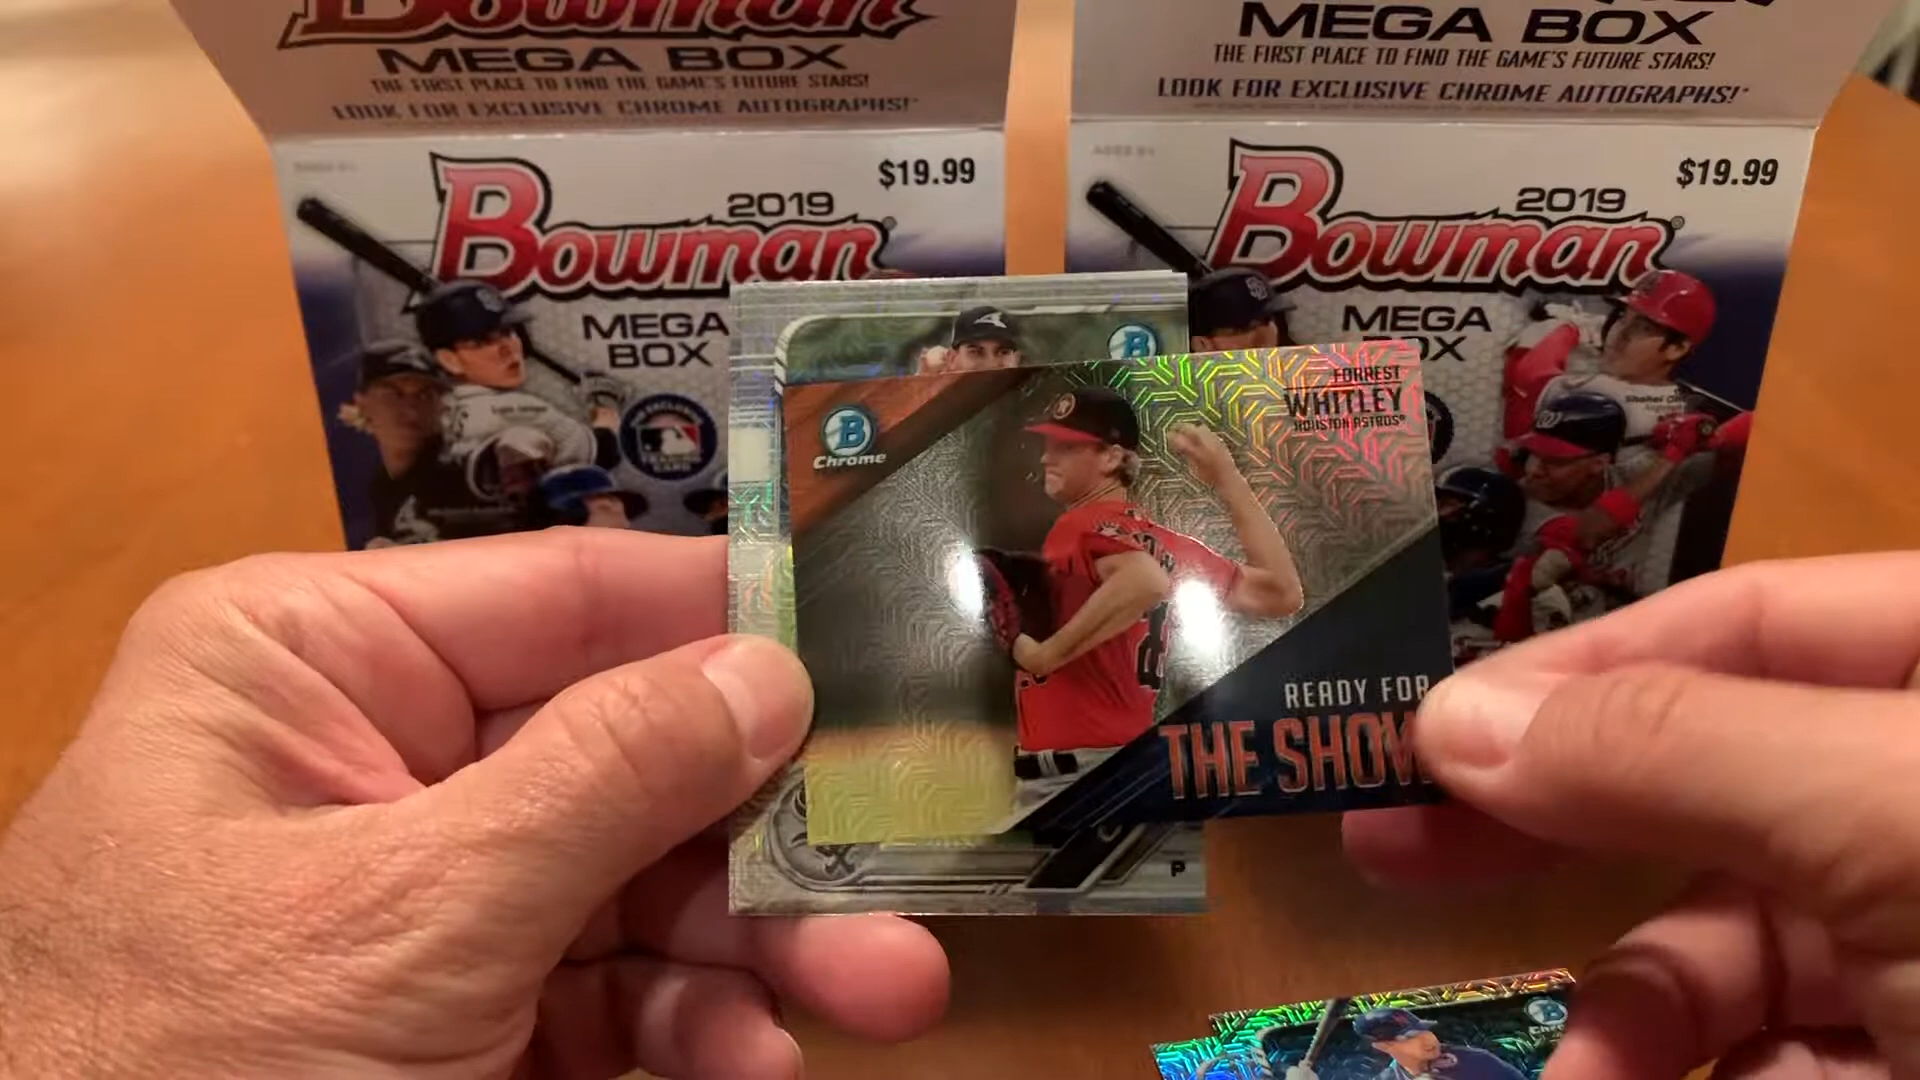 Bowman
MEGA BOX
THE FIRST PLACE TO FIND THE GAME'S FUTURE STARS!
LOOK FOR EXCLUSIVE CHROME AUTOGRAPHS!*
MEGA BOX
THE FIRST PLACE TO FIND THE GAME'S FUTURE STARS!
LOOK FOR EXCLUSIVE CHROME AUTOGRAPHS!*
$19.99
2019
Bowman®
MEGA
BOX
$19.99
2019
Bowman®
MEGA
BOX
B
B
Chrome
FORREST
WHITLEY
HOUSTON ASTROS®
READY FOR
THE SHOW
P
B